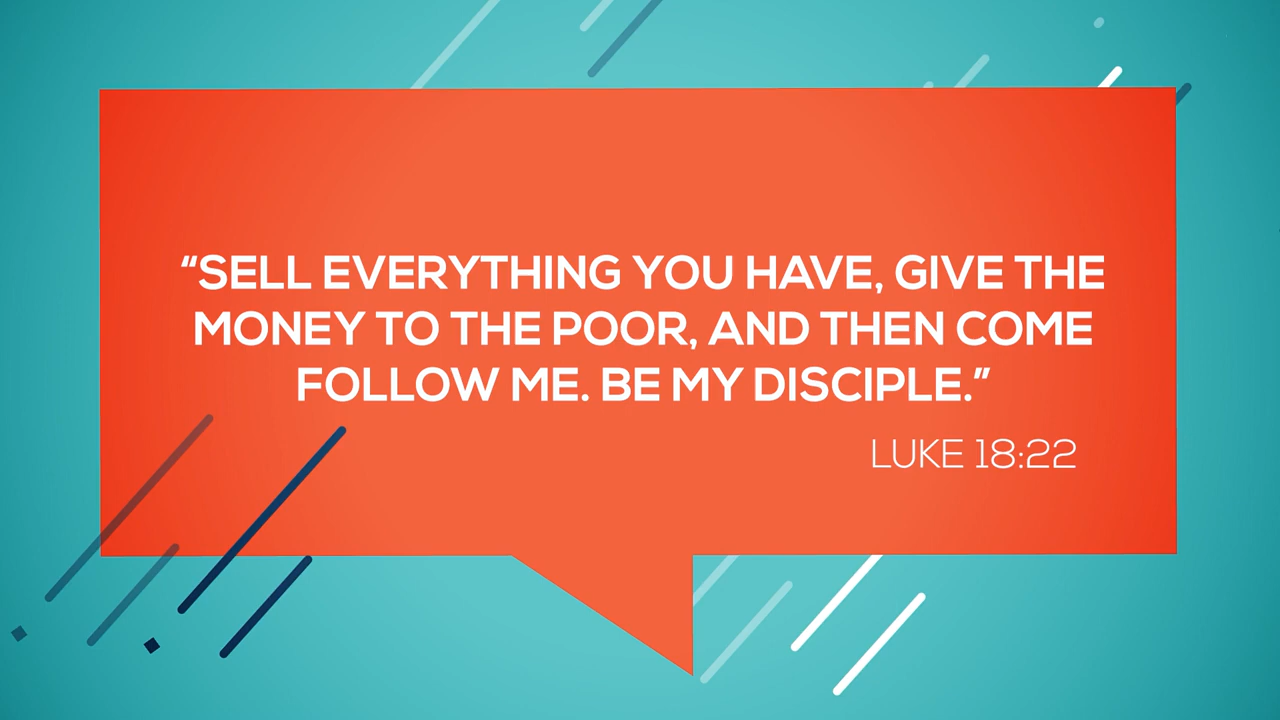 “SELL EVERYTHING YOU HAVE, GIVE THE
MONEY TO THE POOR, AND THEN COME
FOLLOW ME. BE MY DISCIPLE.”
LUKE 18:22